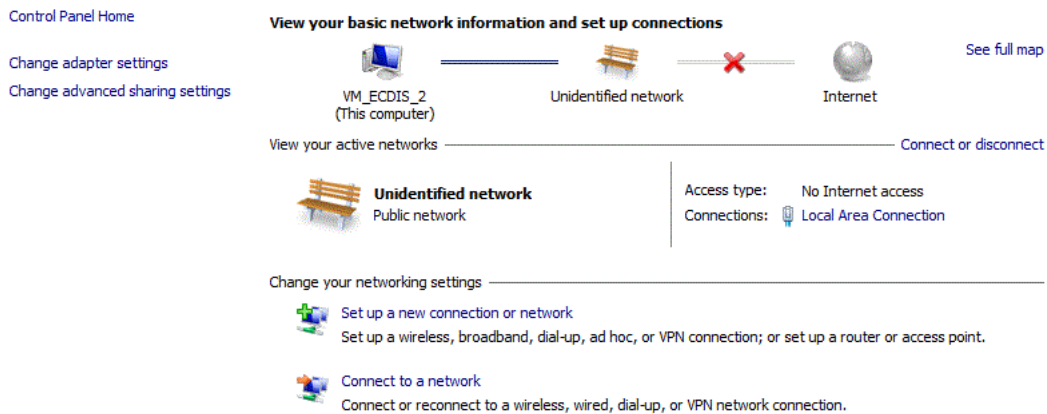 Control Panel Home
Change adapter settings
Change advanced sharing settings
View your basic network information and set up connections
See full map
VM_ECDIS_2
(This computer)
Unidentified network
Internet
View your active networks
Connect or disconnect
Unidentified network
Public network
Access type: No Internet access
Connections: Local Area Connection
Change your networking settings
Set up a new connection or network
Set up a wireless, broadband, dial-up, ad hoc, or VPN connection; or set up a router or access point.
Connect to a network
Connect or reconnect to a wireless, wired, dial-up, or VPN network connection.